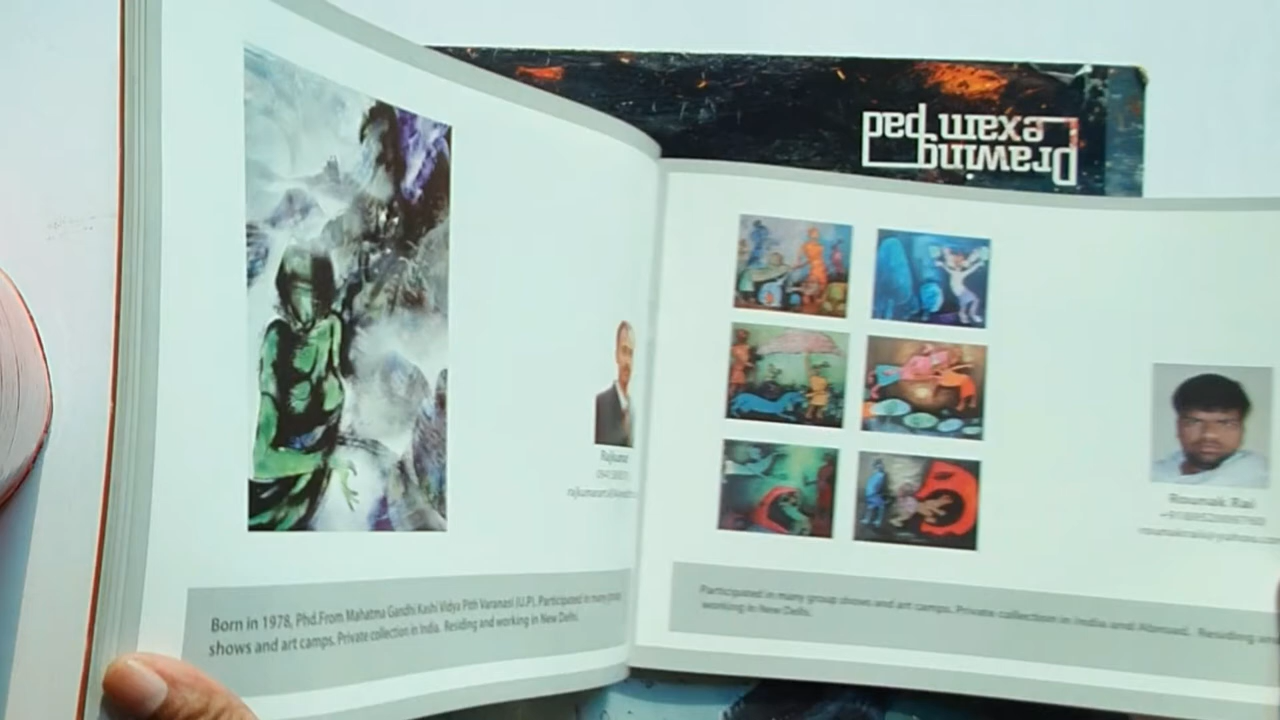 Drawing
exam pad
Rajkumar
Born in 1978, Phd.From Mahatma Gandhi Kashi Vidya Pith Varanasi (U.P). Participated in many group
shows and art camps. Private collection in India. Residing and working in New Delhi.
Rounak Rai
Participated in many group shows and art camps. Private collection in India and Abroad. Residing and
working in New Delhi.